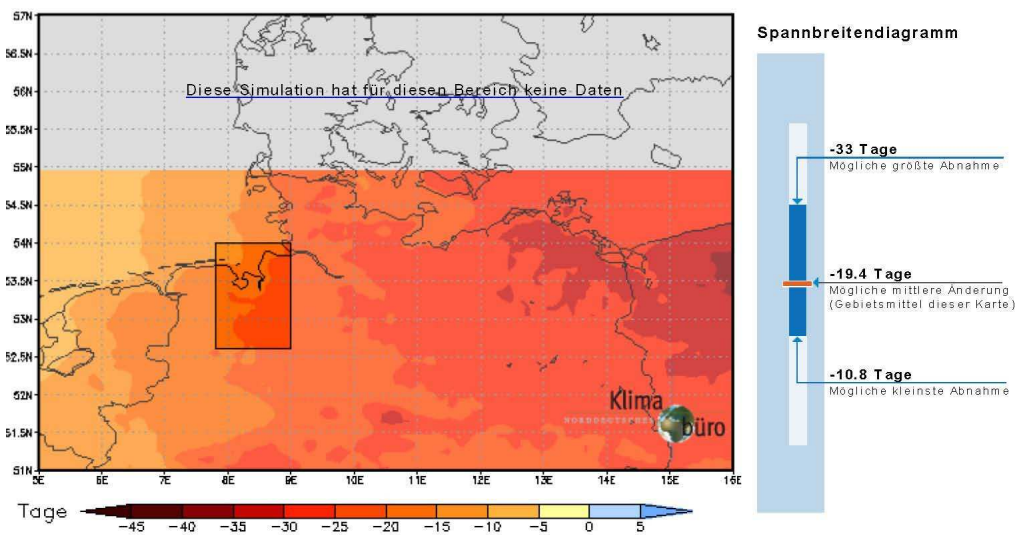 57N
56.5N
56N
55.5N
55N
54.5N
54N
53.5N
53N
52.5N
52N
51.5N
51N
5E 6E 7E 8E 9E 10E 11E 12E 13E 14E 15E 16E
Diese Simulation hat für diesen Bereich keine Daten
Klima
NORDDEUTSCHES
büro
Tage
-45 -40 -35 -30 -25 -20 -15 -10 -5 0 5
Spannbreitendiagramm
-33 Tage
Mögliche größte Abnahme
-19.4 Tage
Mögliche mittlere Änderung
(Gebietsmittel dieser Karte)
-10.8 Tage
Mögliche kleinste Abnahme